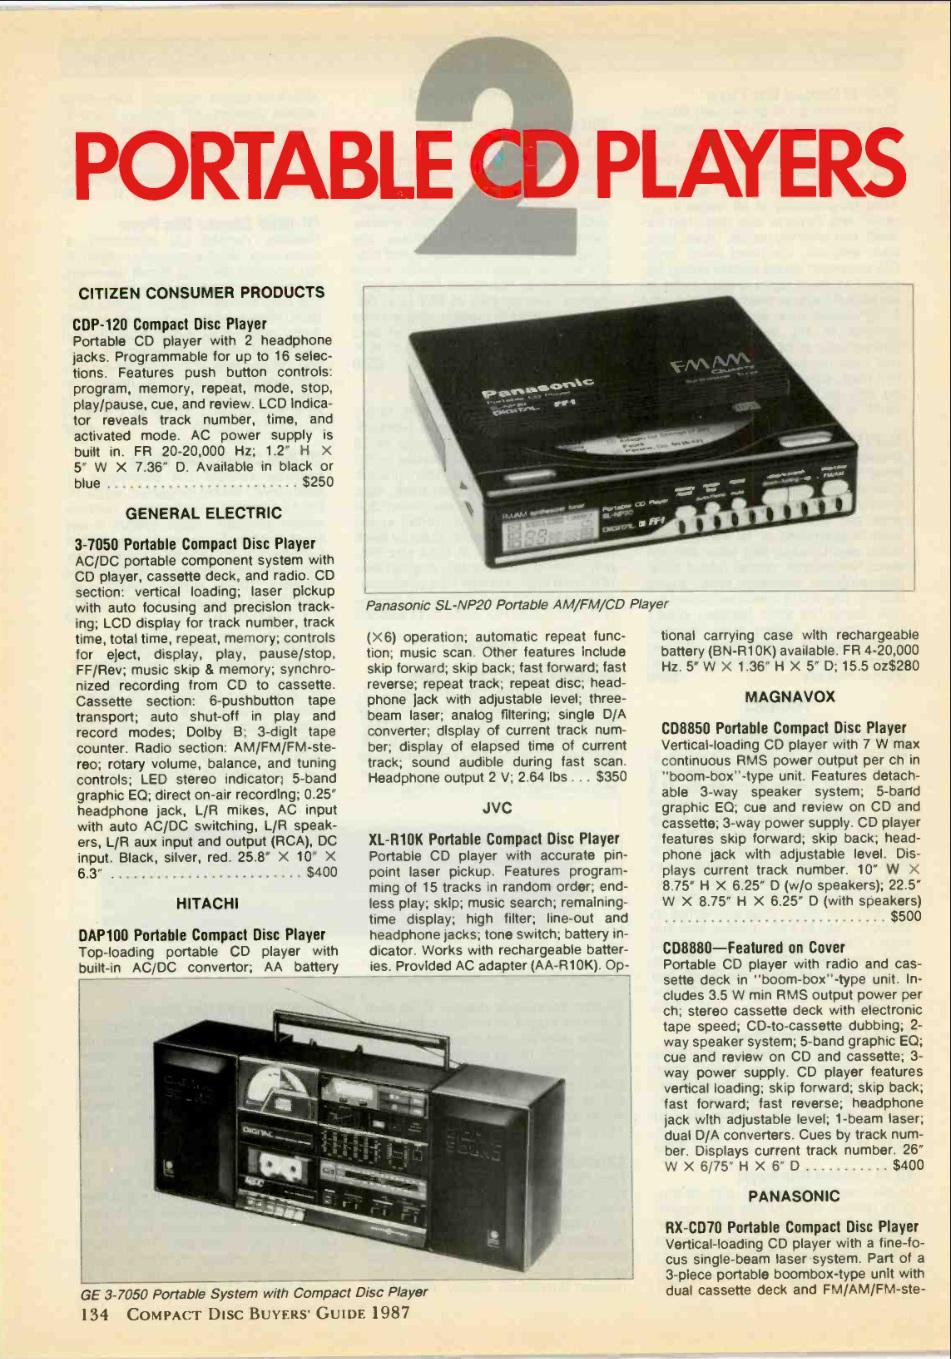 2
PORTABLE CD PLAYERS
CITIZEN CONSUMER PRODUCTS
CDP-120 Compact Disc Player
Portable CD player with 2 headphone
jacks. Programmable for up to 16 selec-
tions. Features push button controls:
program, memory, repeat, mode, stop,
play/pause, cue, and review. LCD Indica-
tor reveals track number, time, and
activated mode. AC power supply is
built in. FR 20-20,000 Hz; 1.2″ H ×
5″ W × 7.36″ D. Available in black or
blue . . . . . . . . . . . . . . . . . . . . . . . . . $250
GENERAL ELECTRIC
3-7050 Portable Compact Disc Player
AC/DC portable component system with
CD player, cassette deck, and radio. CD
section: vertical loading; laser pickup
with auto focusing and precision track-
ing; LCD display for track number, track
time, total time, repeat, memory; controls
for eject, display, play, pause/stop,
FF/Rev; music skip & memory; synchro-
nized recording from CD to cassette.
Cassette section: 6-pushbutton tape
transport; auto shut-off in play and
record modes; Dolby B; 3-digit tape
counter. Radio section: AM/FM/FM-ste-
reo; rotary volume, balance, and tuning
controls; LED stereo indicator; 5-band
graphic EQ; direct on-air recording; 0.25″
headphone jack, L/R mikes, AC input
with auto AC/DC switching, L/R speak-
ers, L/R aux input and output (RCA), DC
input. Black, silver, red. 25.8″ × 10″ ×
6.3″ . . . . . . . . . . . . . . . . . . . . . . . . . $400
HITACHI
DAP100 Portable Compact Disc Player
Top-loading portable CD player with
built-in AC/DC convertor; AA battery
Panasonic
Portable CD Player
DIGITAL
FM/AM
Panasonic SL-NP20 Portable AM/FM/CD Player
(×6) operation; automatic repeat func-
tion; music scan. Other features include
skip forward; skip back; fast forward; fast
reverse; repeat track; repeat disc; head-
phone jack with adjustable level; three-
beam laser; analog filtering; single D/A
converter; display of current track num-
ber; display of elapsed time of current
track; sound audible during fast scan.
Headphone output 2 V; 2.64 lbs . . . $350
JVC
XL-R10K Portable Compact Disc Player
Portable CD player with accurate pin-
point laser pickup. Features program-
ming of 15 tracks in random order; end-
less play; skip; music search; remaining-
time display; high filter; line-out and
headphone jacks; tone switch; battery in-
dicator. Works with rechargeable batter-
ies. Provided AC adapter (AA-R10K). Op-
tional carrying case with rechargeable
battery (BN-R10K) available. FR 4-20,000
Hz. 5″ W × 1.36″ H × 5″ D; 15.5 oz$280
MAGNAVOX
CD8850 Portable Compact Disc Player
Vertical-loading CD player with 7 W max
continuous RMS power output per ch in
"boom-box"-type unit. Features detach-
able 3-way speaker system; 5-band
graphic EQ; cue and review on CD and
cassette; 3-way power supply. CD player
features skip forward; skip back; head-
phone jack with adjustable level. Dis-
plays current track number. 10″ W ×
8.75″ H × 6.25″ D (w/o speakers); 22.5″
W × 8.75″ H × 6.25″ D (with speakers)
. . . . . . . . . . . . . . . . . . . . . . . . . . . . . $500
CD8880—Featured on Cover
Portable CD player with radio and cas-
sette deck in "boom-box"-type unit. In-
cludes 3.5 W min RMS output power per
ch; stereo cassette deck with electronic
tape speed; CD-to-cassette dubbing; 2-
way speaker system; 5-band graphic EQ;
cue and review on CD and cassette; 3-
way power supply. CD player features
vertical loading; skip forward; skip back;
fast forward; fast reverse; headphone
jack with adjustable level; 1-beam laser;
dual D/A converters. Cues by track num-
ber. Displays current track number. 26″
W × 6/75″ H × 6″ D . . . . . . . . . . . $400
PANASONIC
RX-CD70 Portable Compact Disc Player
Vertical-loading CD player with a fine-fo-
cus single-beam laser system. Part of a
3-piece portable boombox-type unit with
dual cassette deck and FM/AM/FM-ste-
DIGITAL
GE 3-7050 Portable System with Compact Disc Player
134 COMPACT DISC BUYERS' GUIDE 1987